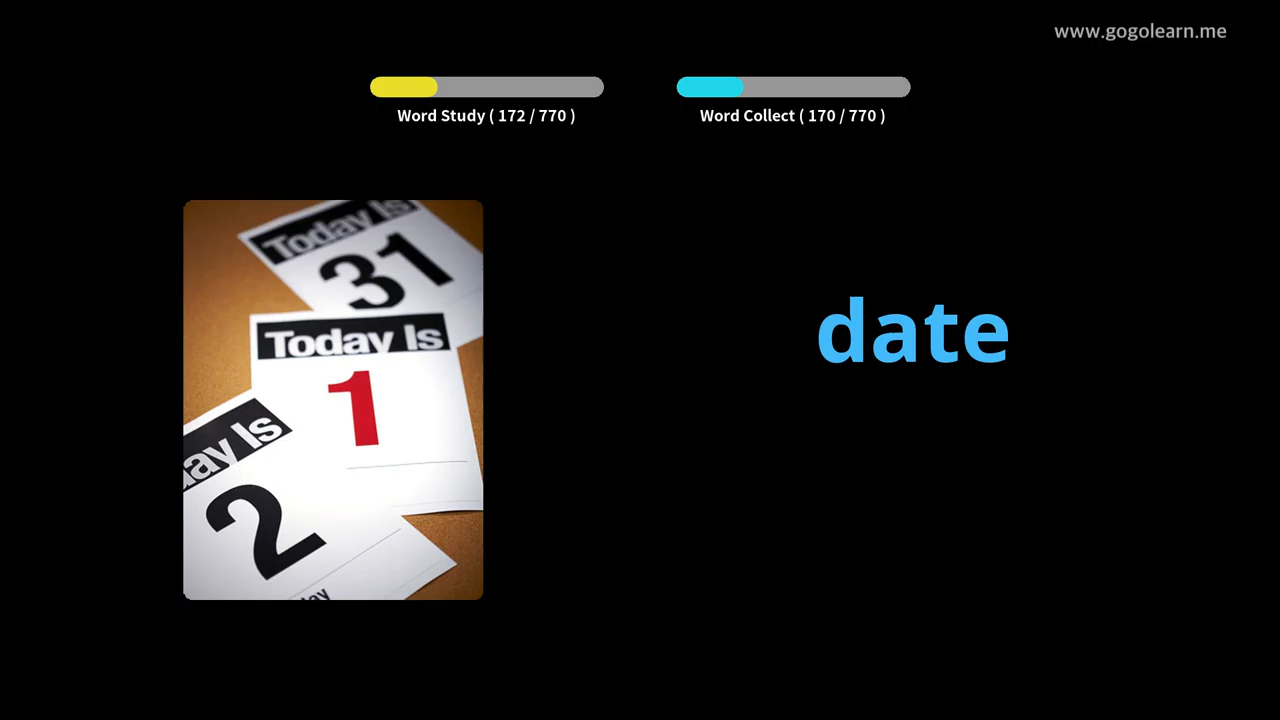 www.gogolearn.me
Word Study ( 172 / 770 )
Word Collect ( 170 / 770 )
Today Is
31
Today Is
1
date
ay Is
2